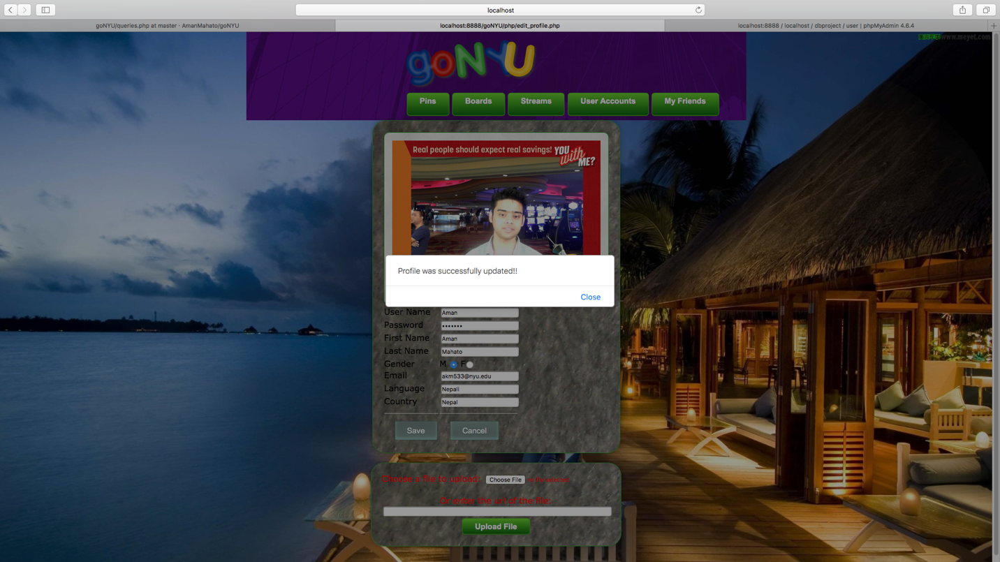 localhost
goNYU/queries.php at master · AmanMahato/goNYU
localhost:8888/goNYU/php/edit_profile.php
localhost:8888 / localhost / dbproject / user | phpMyAdmin 4.6.4
www.meyet.com
goNYU
Pins
Boards
Streams
User Accounts
My Friends
Real people should expect real savings! YOU with ME?
Profile was successfully updated!!
Close
User Name Aman
Password •••••••
First Name Aman
Last Name Mahato
Gender M F
Email akm533@nyu.edu
Language Nepali
Country Nepal
Save Cancel
Choose a file to upload: Choose File no file selected
Or enter the url of the file:
Upload File